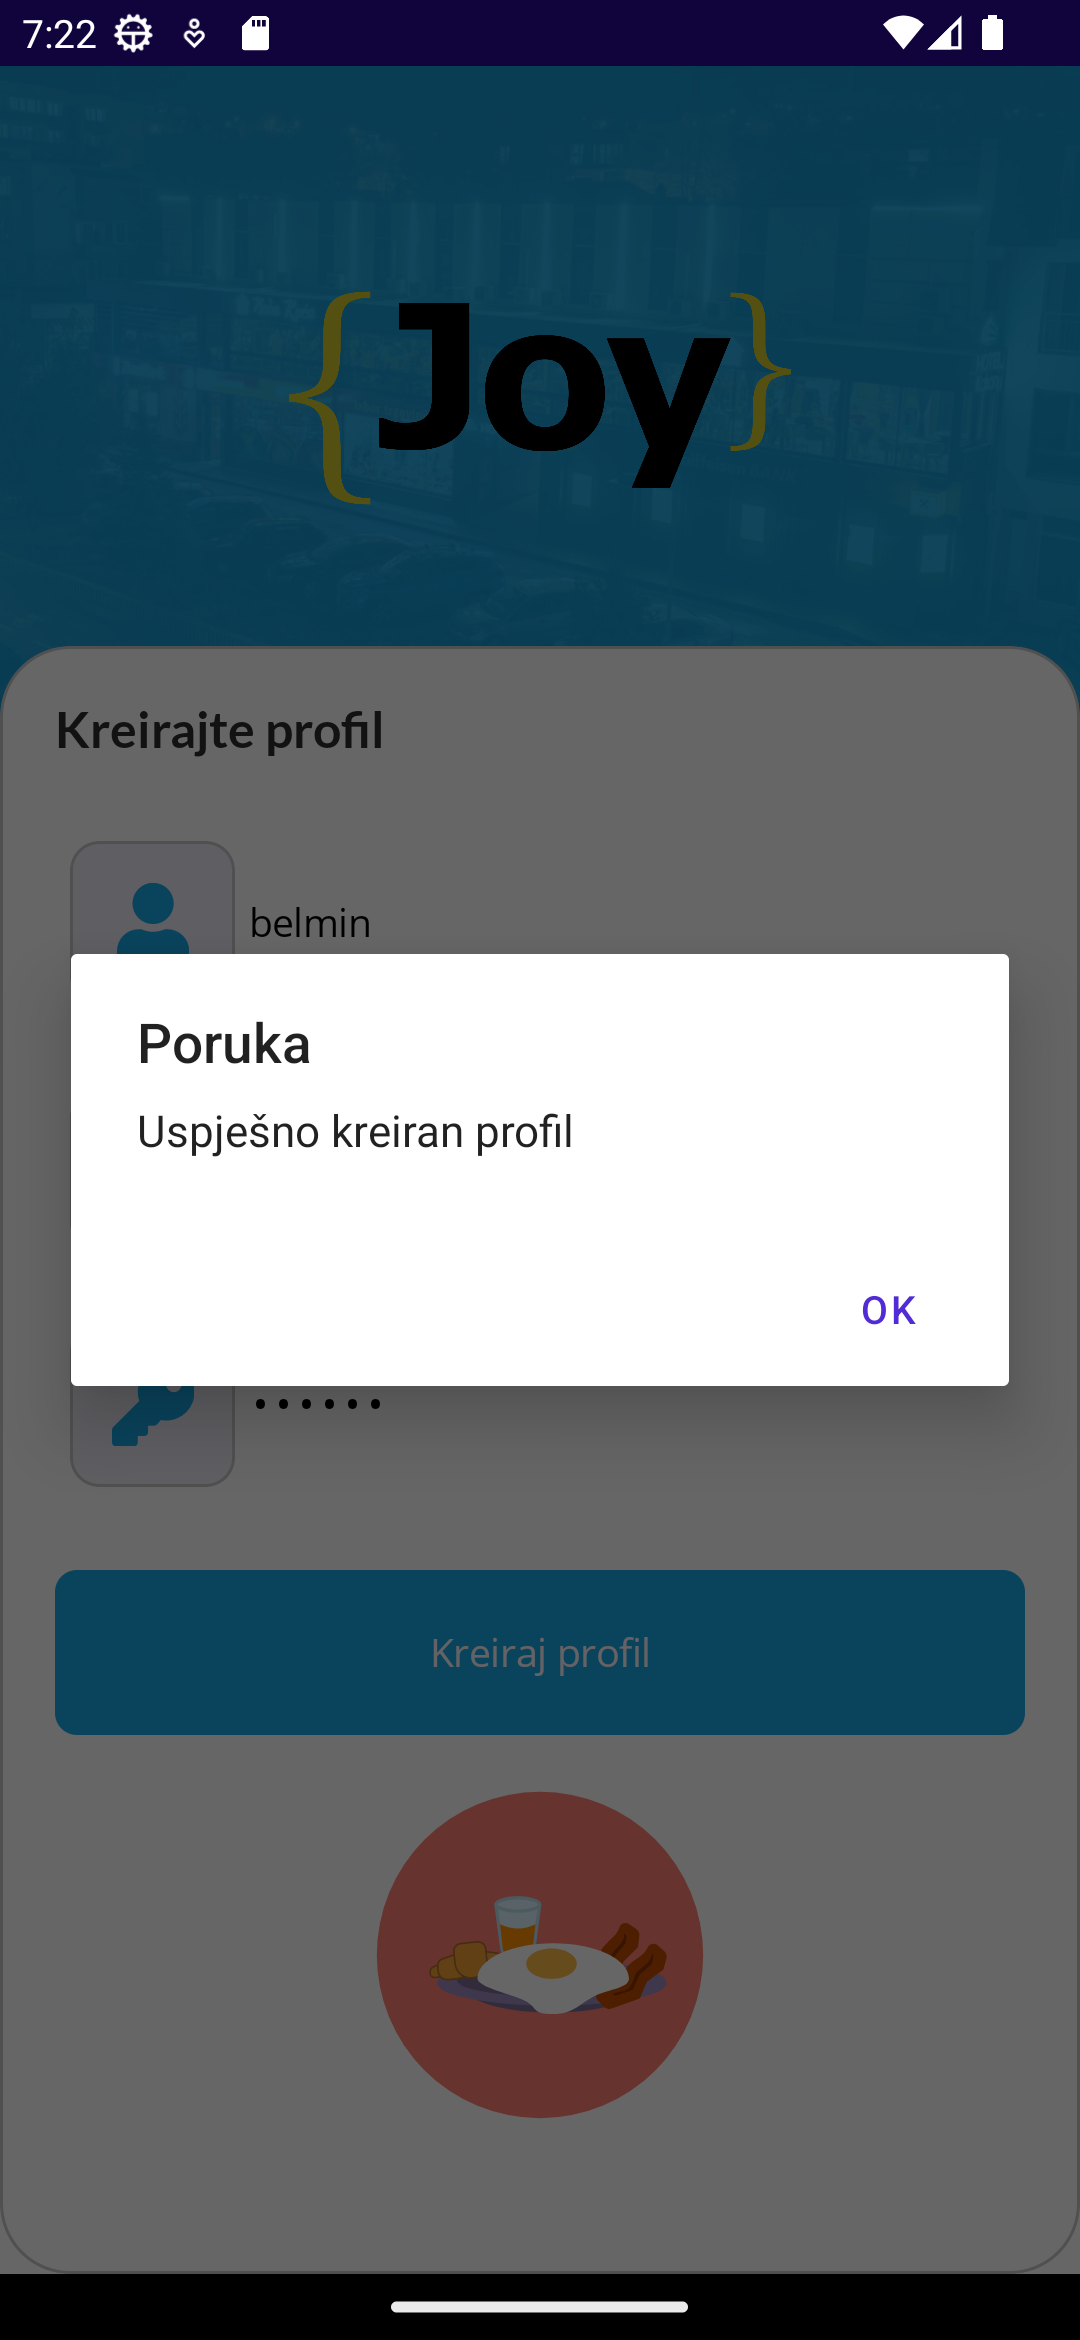 7:22
{Joy}
Kreirajte profil
belmin
Poruka
Uspješno kreiran profil
OK
••••••
Kreiraj profil